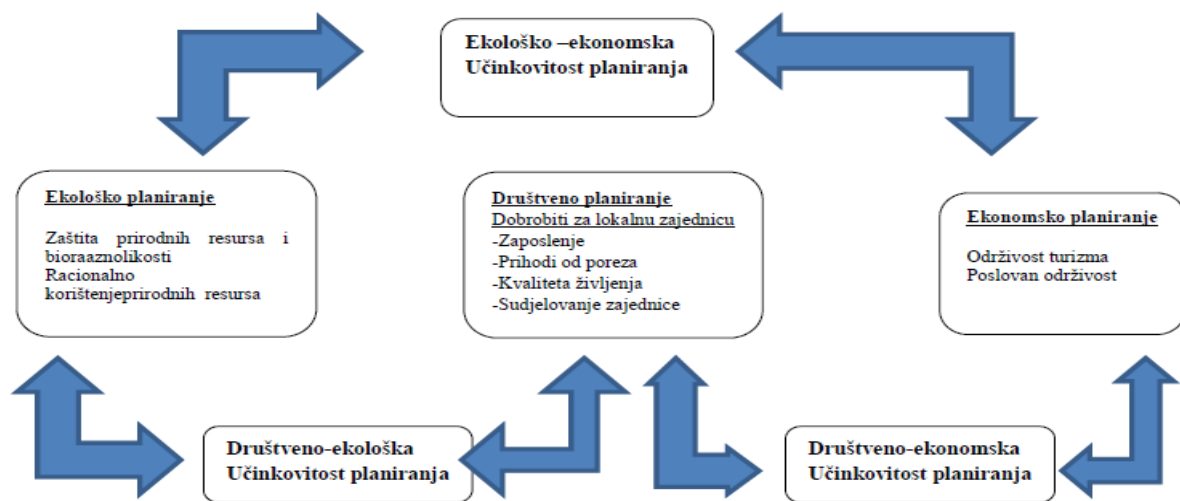 Ekološko –ekonomska
Učinkovitost planiranja
Ekološko planiranje
Zaštita prirodnih resursa i
bioraaznolikosti
Racionalno
korištenjeprirodnih resursa
Društveno planiranje
Dobrobiti za lokalnu zajednicu
-Zaposlenje
-Prihodi od poreza
-Kvaliteta življenja
-Sudjelovanje zajednice
Ekonomsko planiranje
Održivost turizma
Poslovan održivost
Društveno-ekološka
Učinkovitost planiranja
Društveno-ekonomska
Učinkovitost planiranja